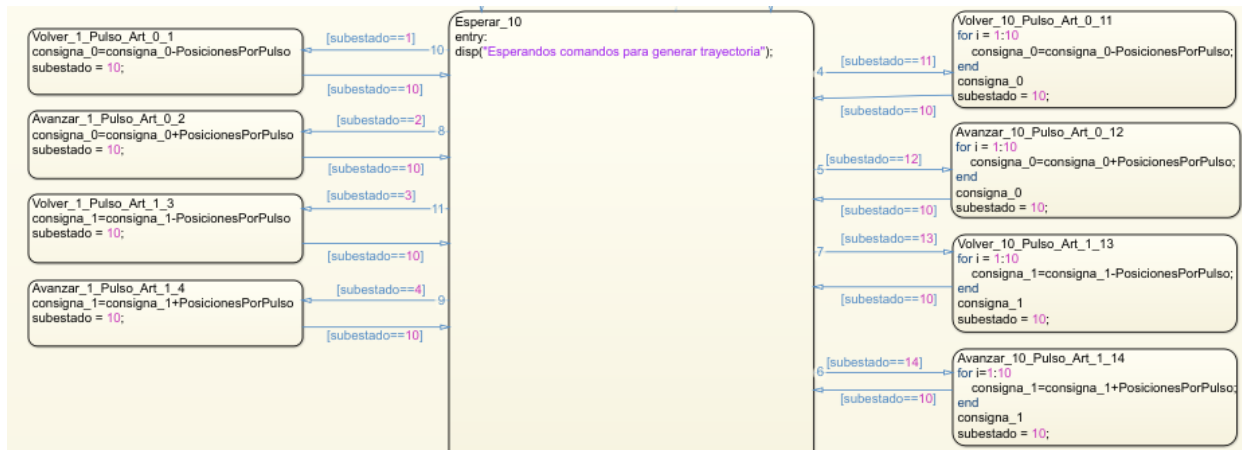 Volver_1_Pulso_Art_0_1
consigna_0=consigna_0-PosicionesPorPulso
subestado = 10;
[subestado==1]
10
[subestado==10]
Avanzar_1_Pulso_Art_0_2
consigna_0=consigna_0+PosicionesPorPulso
subestado = 10;
[subestado==2]
8
[subestado==10]
Volver_1_Pulso_Art_1_3
consigna_1=consigna_1-PosicionesPorPulso
subestado = 10;
[subestado==3]
11
[subestado==10]
Avanzar_1_Pulso_Art_1_4
consigna_1=consigna_1+PosicionesPorPulso
subestado = 10;
[subestado==4]
9
[subestado==10]
Esperar_10
entry:
disp("Esperandos comandos para generar trayectoria");
4
[subestado==11]
[subestado==10]
Volver_10_Pulso_Art_0_11
for i = 1:10
consigna_0=consigna_0-PosicionesPorPulso;
end
consigna_0
subestado = 10;
5
[subestado==12]
[subestado==10]
Avanzar_10_Pulso_Art_0_12
for i = 1:10
consigna_0=consigna_0+PosicionesPorPulso;
end
consigna_0
subestado = 10;
7
[subestado==13]
[subestado==10]
Volver_10_Pulso_Art_1_13
for i = 1:10
consigna_1=consigna_1-PosicionesPorPulso;
end
consigna_1
subestado = 10;
6
[subestado==14]
[subestado==10]
Avanzar_10_Pulso_Art_1_14
for i=1:10
consigna_1=consigna_1+PosicionesPorPulso;
end
consigna_1
subestado = 10;